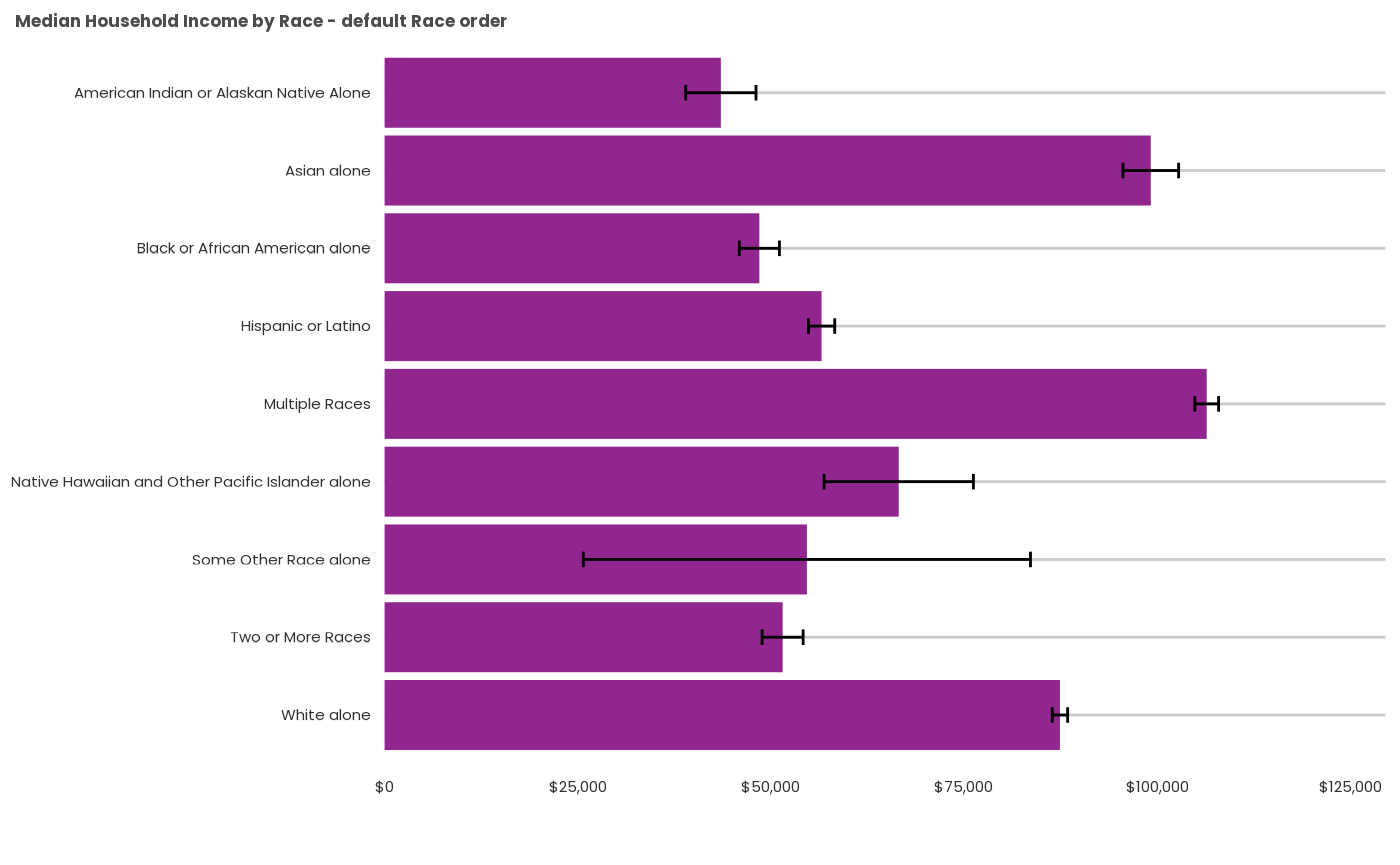 Median Household Income by Race - default Race order
American Indian or Alaskan Native Alone
Asian alone
Black or African American alone
Hispanic or Latino
Multiple Races
Native Hawaiian and Other Pacific Islander alone
Some Other Race alone
Two or More Races
White alone
$0 $25,000 $50,000 $75,000 $100,000 $125,000